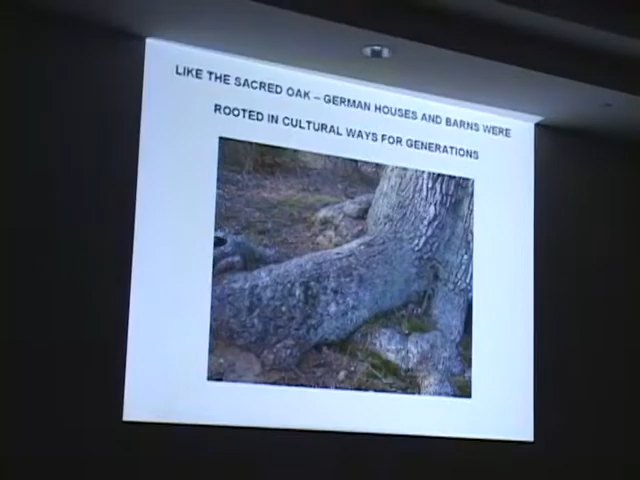 LIKE THE SACRED OAK – GERMAN HOUSES AND BARNS WERE
ROOTED IN CULTURAL WAYS FOR GENERATIONS